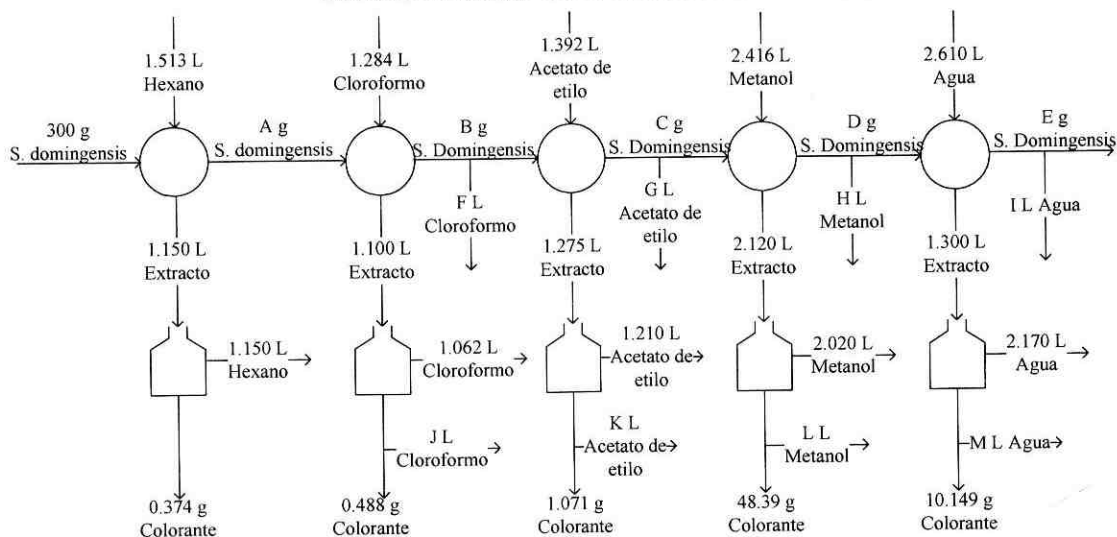 1.513 L
Hexano
1.284 L
Cloroformo
1.392 L
Acetato de
etilo
2.416 L
Metanol
2.610 L
Agua
300 g
S. domingensis
A g
S. domingensis
B g
S. Domingensis
C g
S. Domingensis
D g
S. Domingensis
E g
S. Domingensis
F L
Cloroformo
G L
Acetato de
etilo
H L
Metanol
I L Agua
1.150 L
Extracto
1.100 L
Extracto
1.275 L
Extracto
2.120 L
Extracto
1.300 L
Extracto
1.150 L
Hexano
1.062 L
Cloroformo
1.210 L
Acetato de
etilo
2.020 L
Metanol
2.170 L
Agua
J L
Cloroformo
K L
Acetato de
etilo
L L
Metanol
M L Agua
0.374 g
Colorante
0.488 g
Colorante
1.071 g
Colorante
48.39 g
Colorante
10.149 g
Colorante